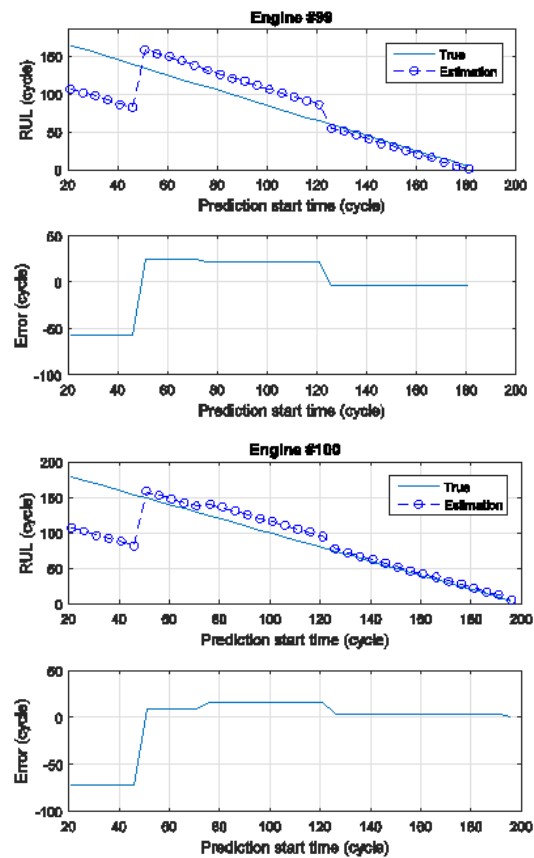 Engine #99
150
100
50
0
RUL (cycle)
True
Estimation
20 40 60 80 100 120 140 160 180 200
Prediction start time (cycle)
50
0
-50
-100
Error (cycle)
20 40 60 80 100 120 140 160 180 200
Prediction start time (cycle)
Engine #100
200
150
100
50
0
RUL (cycle)
True
Estimation
20 40 60 80 100 120 140 160 180 200
Prediction start time (cycle)
50
0
-50
-100
Error (cycle)
20 40 60 80 100 120 140 160 180 200
Prediction start time (cycle)